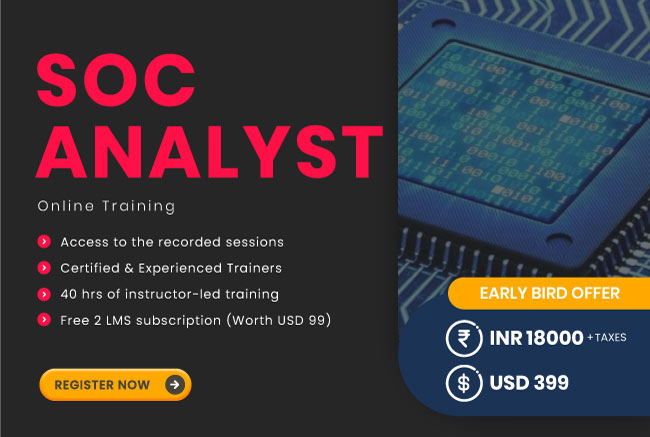 SOC
ANALYST
Online Training
Access to the recorded sessions
Certified & Experienced Trainers
40 hrs of instructor-led training
Free 2 LMS subscription (Worth USD 99)
REGISTER NOW
EARLY BIRD OFFER
₹ INR 18000 +TAXES
$ USD 399